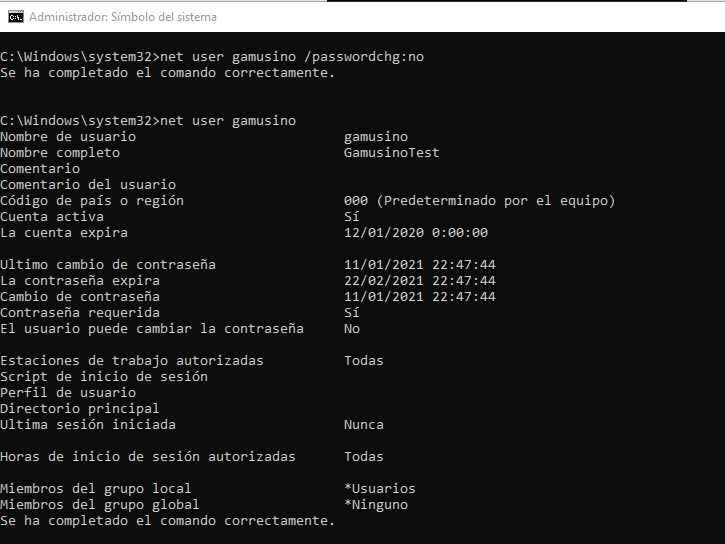 Administrador: Símbolo del sistema
C:\Windows\system32>net user gamusino /passwordchg:no
Se ha completado el comando correctamente.
C:\Windows\system32>net user gamusino
Nombre de usuario gamusino
Nombre completo GamusinoTest
Comentario
Comentario del usuario
Código de país o región 000 (Predeterminado por el equipo)
Cuenta activa Sí
La cuenta expira 12/01/2020 0:00:00
Ultimo cambio de contraseña 11/01/2021 22:47:44
La contraseña expira 22/02/2021 22:47:44
Cambio de contraseña 11/01/2021 22:47:44
Contraseña requerida Sí
El usuario puede cambiar la contraseña No
Estaciones de trabajo autorizadas Todas
Script de inicio de sesión
Perfil de usuario
Directorio principal
Ultima sesión iniciada Nunca
Horas de inicio de sesión autorizadas Todas
Miembros del grupo local *Usuarios
Miembros del grupo global *Ninguno
Se ha completado el comando correctamente.